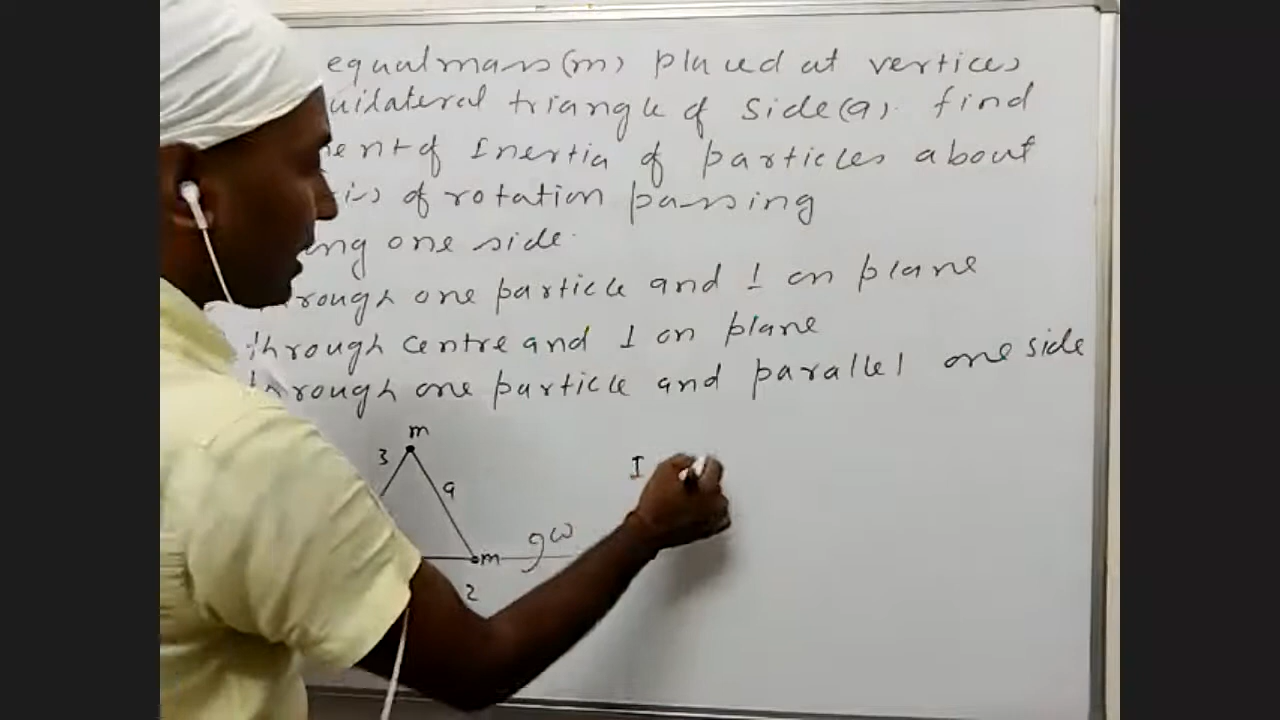 equal mass (m) placed at vertices
uilateral triangle of side (a). find
ent of Inertia of particles about
is of rotation passing
ng one side.
rough one particle and ⊥ on plane
through centre and ⊥ on plane
through one particle and parallel one side
m
3
a
I
ω
m
2